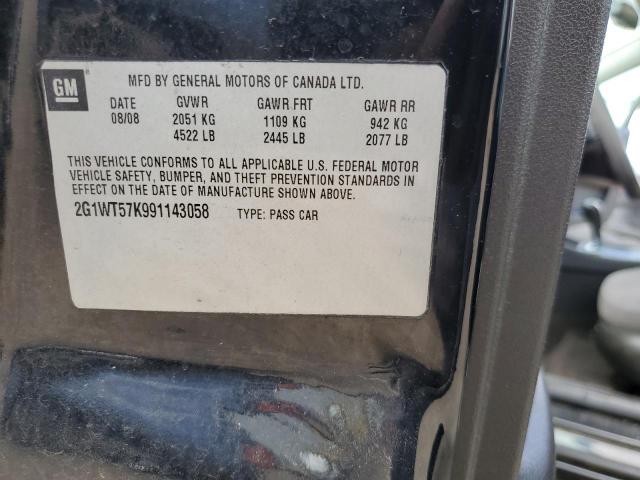 GM
MFD BY GENERAL MOTORS OF CANADA LTD.
DATE GVWR GAWR FRT GAWR RR
08/08 2051 KG 1109 KG 942 KG
4522 LB 2445 LB 2077 LB
THIS VEHICLE CONFORMS TO ALL APPLICABLE U.S. FEDERAL MOTOR
VEHICLE SAFETY, BUMPER, AND THEFT PREVENTION STANDARDS IN
EFFECT ON THE DATE OF MANUFACTURE SHOWN ABOVE.
2G1WT57K991143058 TYPE: PASS CAR